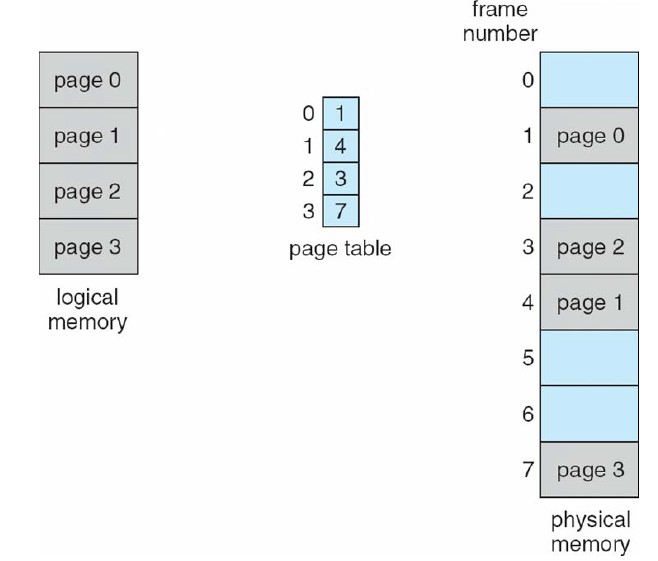 page 0
page 1
page 2
page 3
logical
memory
0 1
1 4
2 3
3 7
page table
frame
number
0
1 page 0
2
3 page 2
4 page 1
5
6
7 page 3
physical
memory